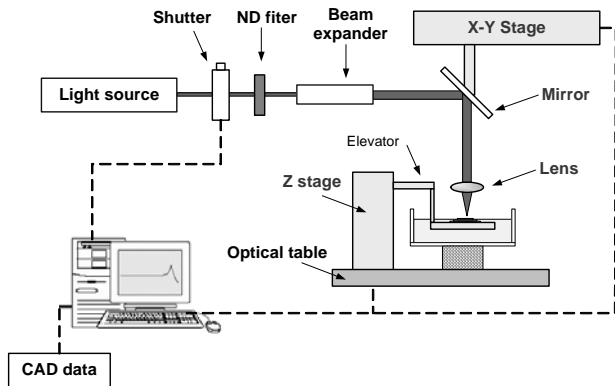 Shutter
ND fiter
Beam
expander
X-Y Stage
Light source
Mirror
Elevator
Lens
Z stage
Optical table
CAD data